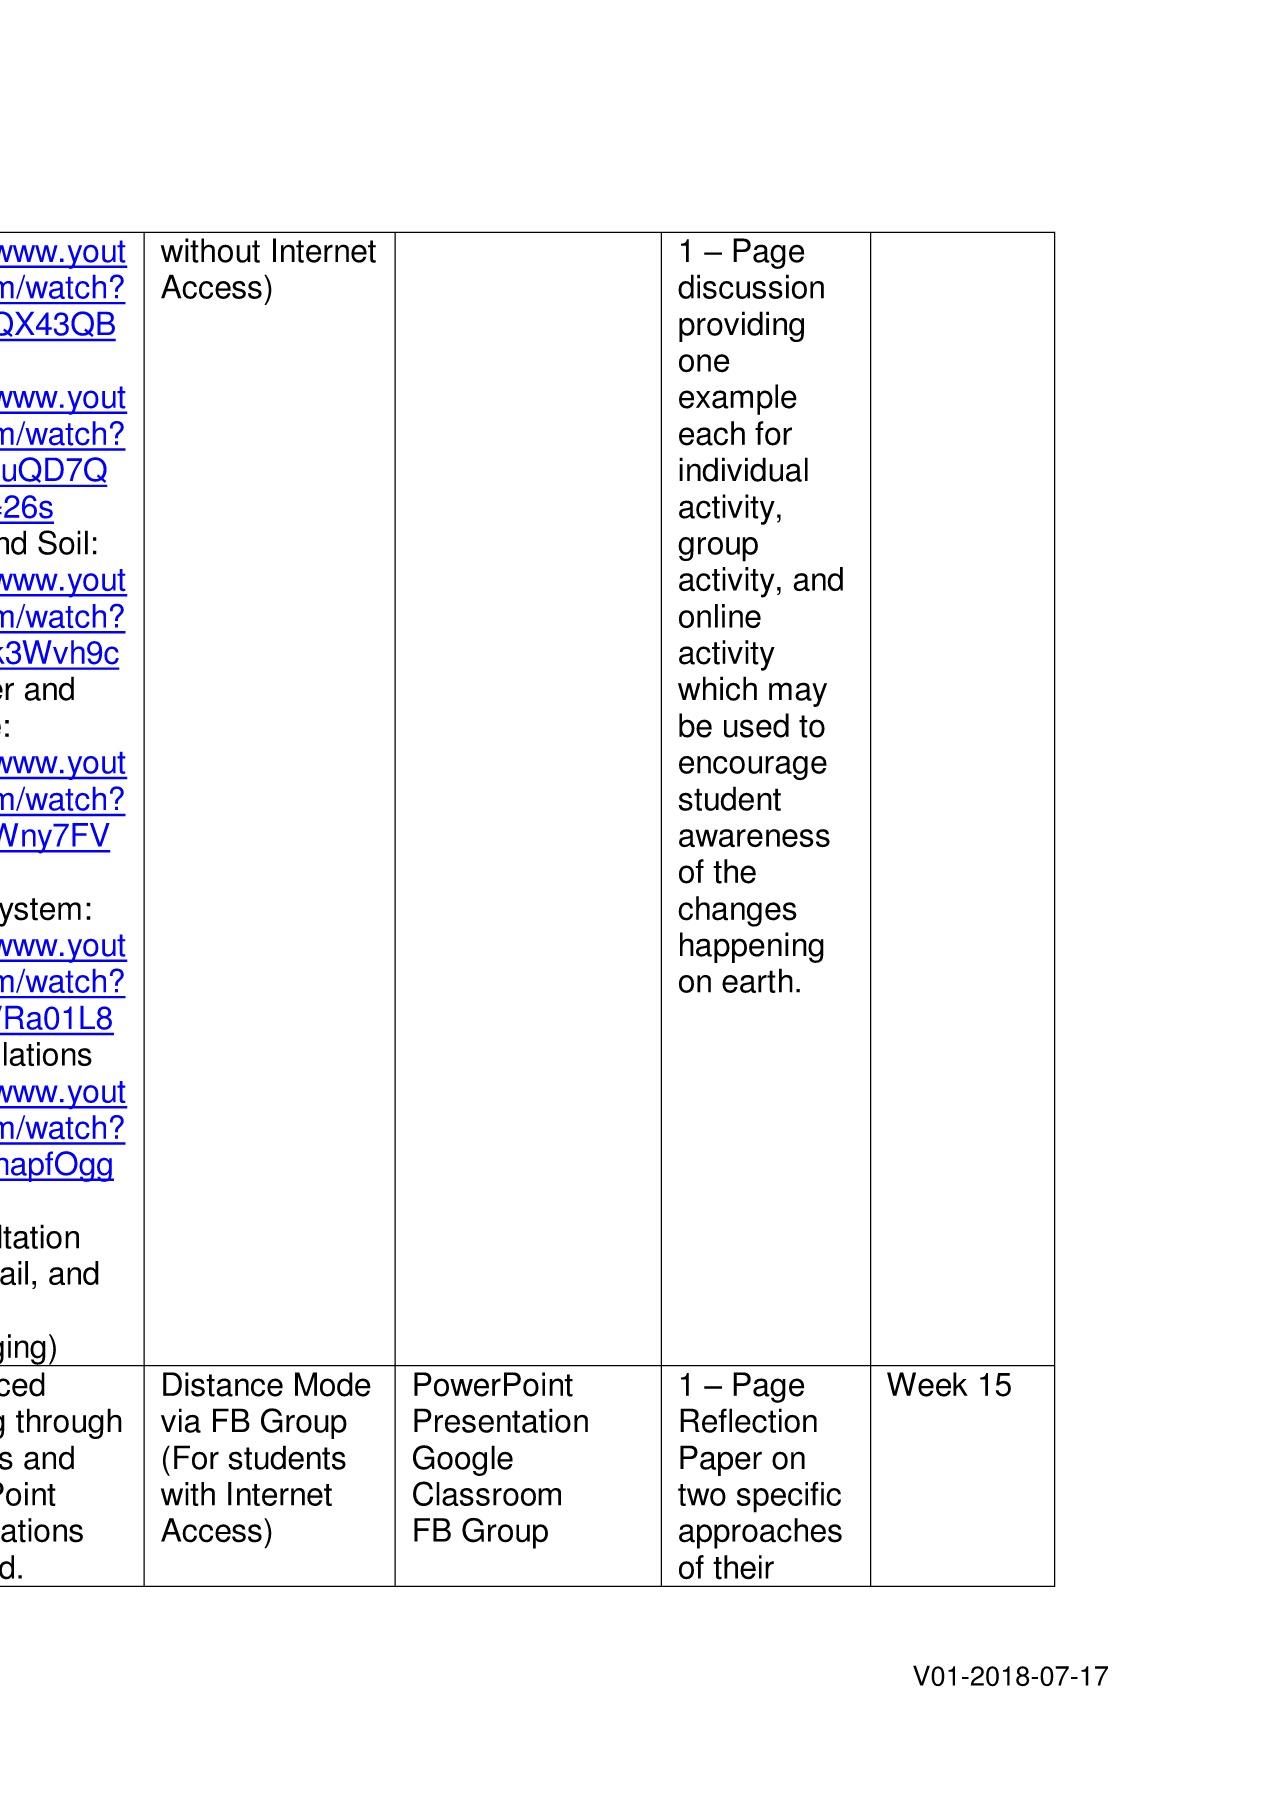 www.yout
m/watch?
QX43QB
www.yout
m/watch?
uQD7Q
=26s
nd Soil:
www.yout
m/watch?
k3Wvh9c
er and
e:
www.yout
m/watch?
Wny7FV
ystem:
www.yout
m/watch?
Ra01L8
lations
www.yout
m/watch?
hapfOgg
ltation
ail, and
ging)
without Internet
Access)
1 – Page
discussion
providing
one
example
each for
individual
activity,
group
activity, and
online
activity
which may
be used to
encourage
student
awareness
of the
changes
happening
on earth.
ced
g through
s and
Point
ations
d.
Distance Mode
via FB Group
(For students
with Internet
Access)
PowerPoint
Presentation
Google
Classroom
FB Group
1 – Page
Reflection
Paper on
two specific
approaches
of their
Week 15
V01-2018-07-17